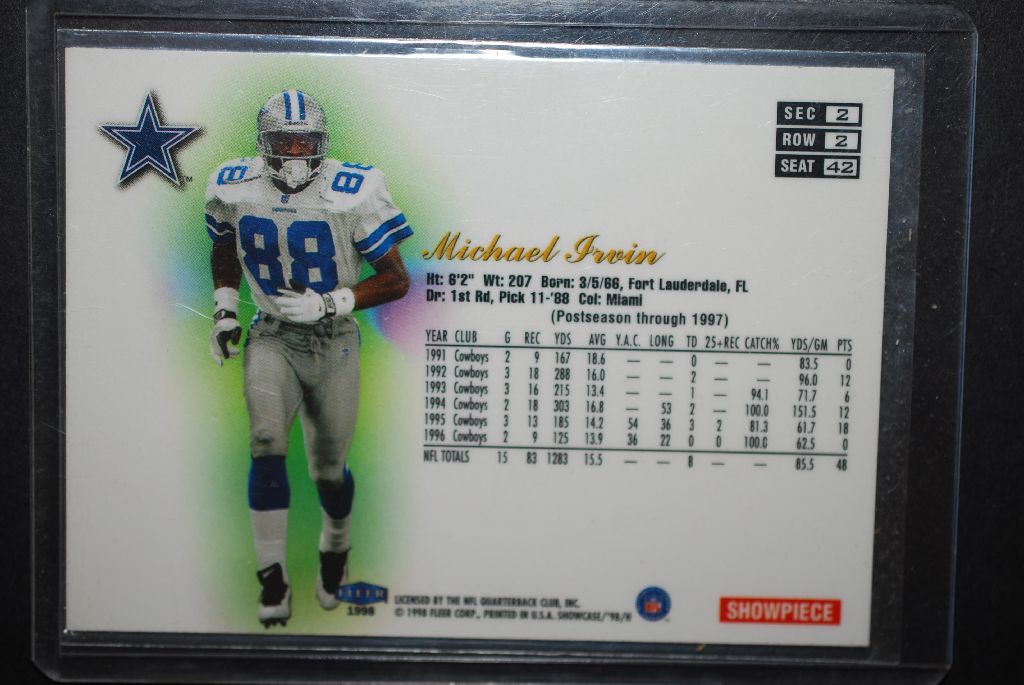 SEC 2
ROW 2
SEAT 42
88
88
88
Michael Irvin
Ht: 6'2" Wt: 207 Born: 3/5/66, Fort Lauderdale, FL
Dr: 1st Rd, Pick 11-'88 Col: Miami
(Postseason through 1997)
YEAR CLUB G REC YDS AVG Y.A.C. LONG TD 25+REC CATCH% YDS/GM PTS
1991 Cowboys 2 9 167 18.6 — — 0 — — 83.5 0
1992 Cowboys 3 18 288 16.0 — — 2 — — 96.0 12
1993 Cowboys 3 16 215 13.4 — — 1 — 94.1 71.7 6
1994 Cowboys 2 18 303 16.8 — 53 2 — 100.0 151.5 12
1995 Cowboys 3 13 185 14.2 54 36 3 2 81.3 61.7 18
1996 Cowboys 2 9 125 13.9 36 22 0 0 100.0 62.5 0
NFL TOTALS 15 83 1283 15.5 — — 8 — — 85.5 48
FLEER
1998
LICENSED BY THE NFL QUARTERBACK CLUB, INC.
© 1998 FLEER CORP., PRINTED IN U.S.A. SHOWCASE/'98/H
SHOWPIECE
TM